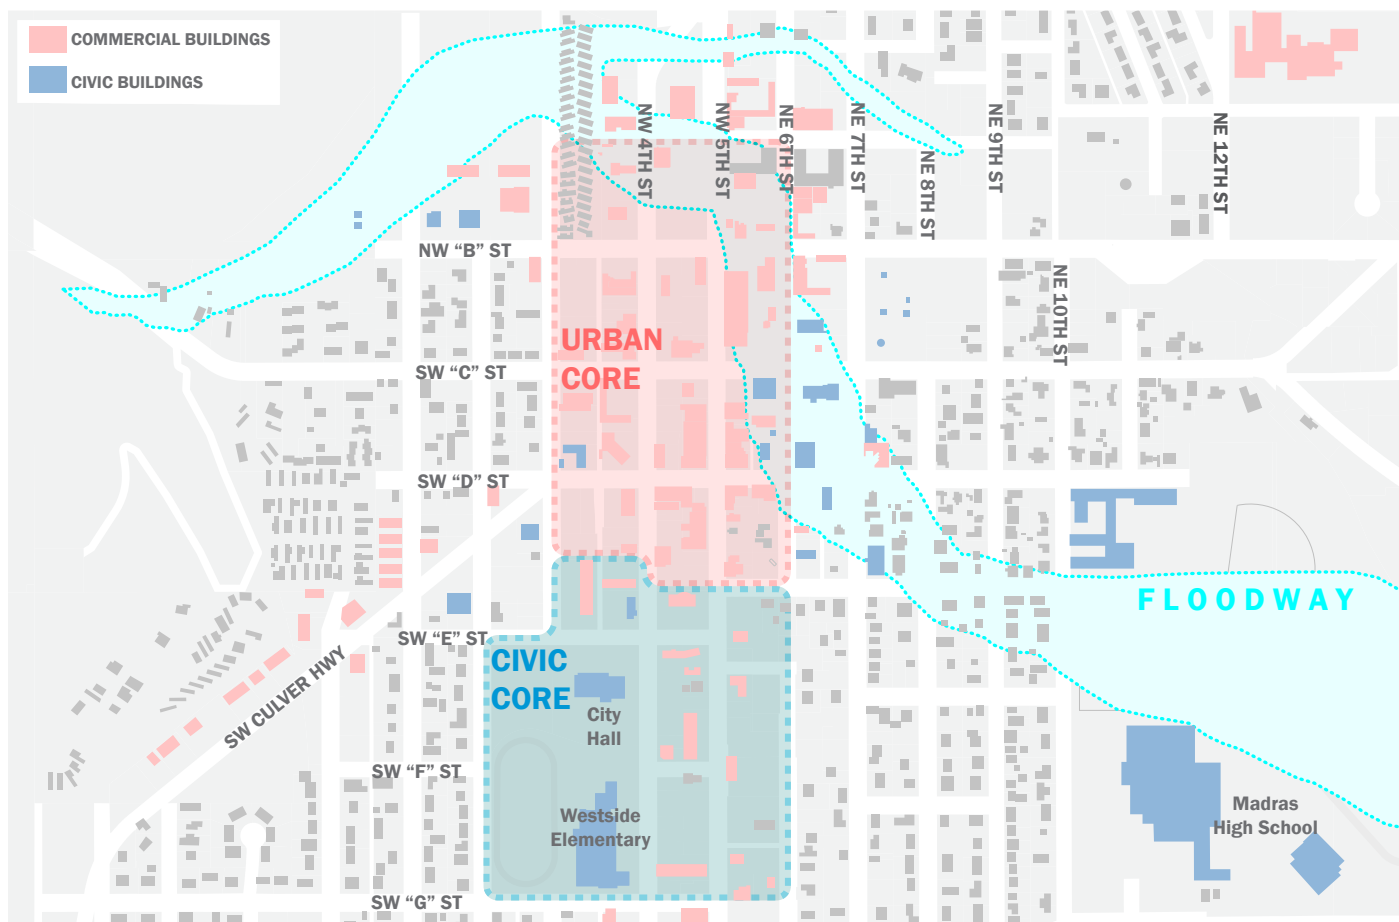 COMMERCIAL BUILDINGS
CIVIC BUILDINGS
NW 4TH ST
NW 5TH ST
NE 6TH ST
NE 7TH ST
NE 8TH ST
NE 9TH ST
NE 12TH ST
NW “B” ST
NE 10TH ST
URBAN
CORE
SW “C” ST
SW “D” ST
FLOODWAY
SW “E” ST
CIVIC
CORE
SW CULVER HWY
City
Hall
SW “F” ST
Westside
Elementary
Madras
High School
SW “G” ST